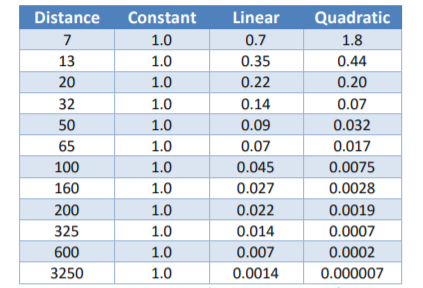 Distance Constant Linear Quadratic
7 1.0 0.7 1.8
13 1.0 0.35 0.44
20 1.0 0.22 0.20
32 1.0 0.14 0.07
50 1.0 0.09 0.032
65 1.0 0.07 0.017
100 1.0 0.045 0.0075
160 1.0 0.027 0.0028
200 1.0 0.022 0.0019
325 1.0 0.014 0.0007
600 1.0 0.007 0.0002
3250 1.0 0.0014 0.000007